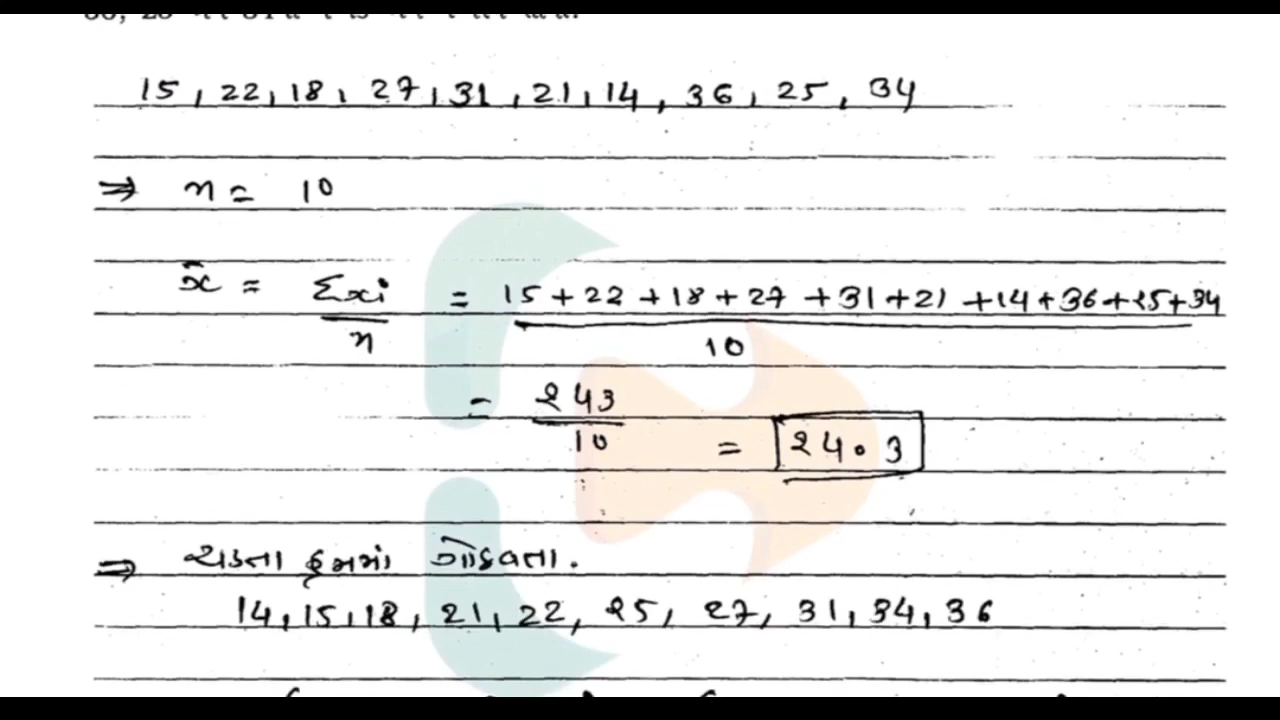 15, 22, 18, 27, 31, 21, 14, 36, 25, 34
⇒ n = 10
x̄ = Σxi / n = 15 + 22 + 18 + 27 + 31 + 21 + 14 + 36 + 25 + 34 / 10
= 243 / 10 = 24.3
⇒ ચડતા ક્રમમાં ગોઠવતા.
14, 15, 18, 21, 22, 25, 27, 31, 34, 36